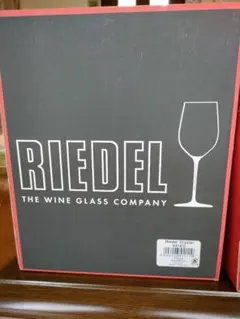 RIEDEL
THE WINE GLASS COMPANY